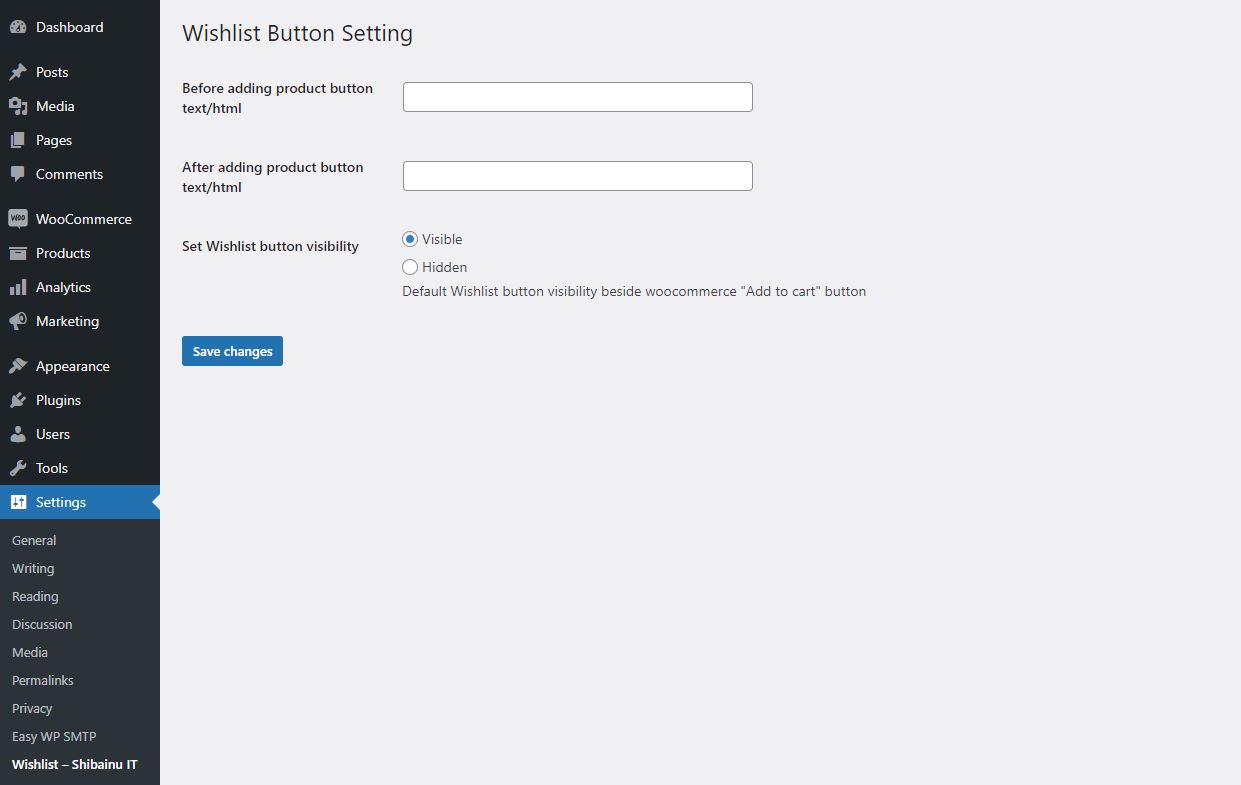 Dashboard
Posts
Media
Pages
Comments
WOO
WooCommerce
Products
Analytics
Marketing
Appearance
Plugins
Users
Tools
Settings
General
Writing
Reading
Discussion
Media
Permalinks
Privacy
Easy WP SMTP
Wishlist – Shibainu IT
Wishlist Button Setting
Before adding product button
text/html
After adding product button
text/html
Set Wishlist button visibility
Visible
Hidden
Default Wishlist button visibility beside woocommerce "Add to cart" button
Save changes